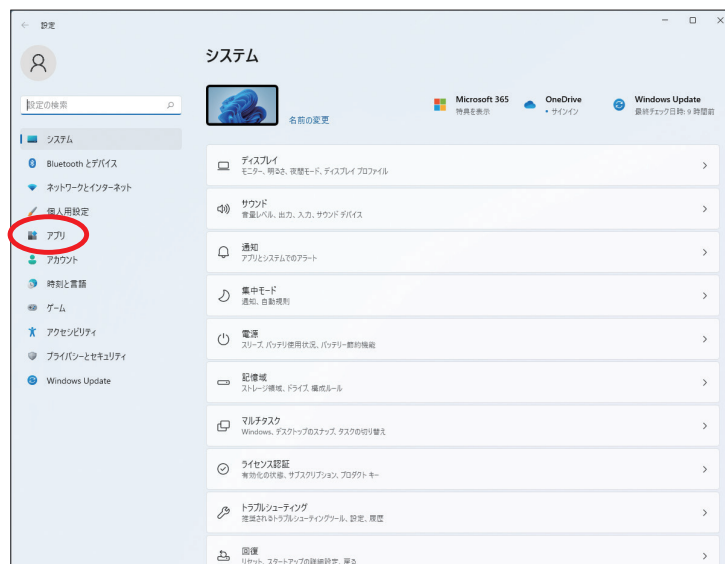 設定
システム
設定の検索
名前の変更
Microsoft 365
特典を表示
OneDrive
• サインイン
Windows Update
最終チェック日時: 9 時間前
システム
Bluetooth とデバイス
ネットワークとインターネット
個人用設定
アプリ
アカウント
時刻と言語
ゲーム
アクセシビリティ
プライバシーとセキュリティ
Windows Update
ディスプレイ
モニター、明るさ、夜間モード、ディスプレイ プロファイル
サウンド
音量レベル、出力、入力、サウンド デバイス
通知
アプリとシステムでのアラート
集中モード
通知、自動規則
電源
スリープ、バッテリ使用状況、バッテリー節約機能
記憶域
ストレージ領域、ドライブ、構成ルール
マルチタスク
Windows、デスクトップのスナップ、タスクの切り替え
ライセンス認証
有効化の状態、サブスクリプション、プロダクト キー
トラブルシューティング
推奨されるトラブルシューティングツール、設定、履歴
回復
リセット、スタートアップの詳細設定、戻る